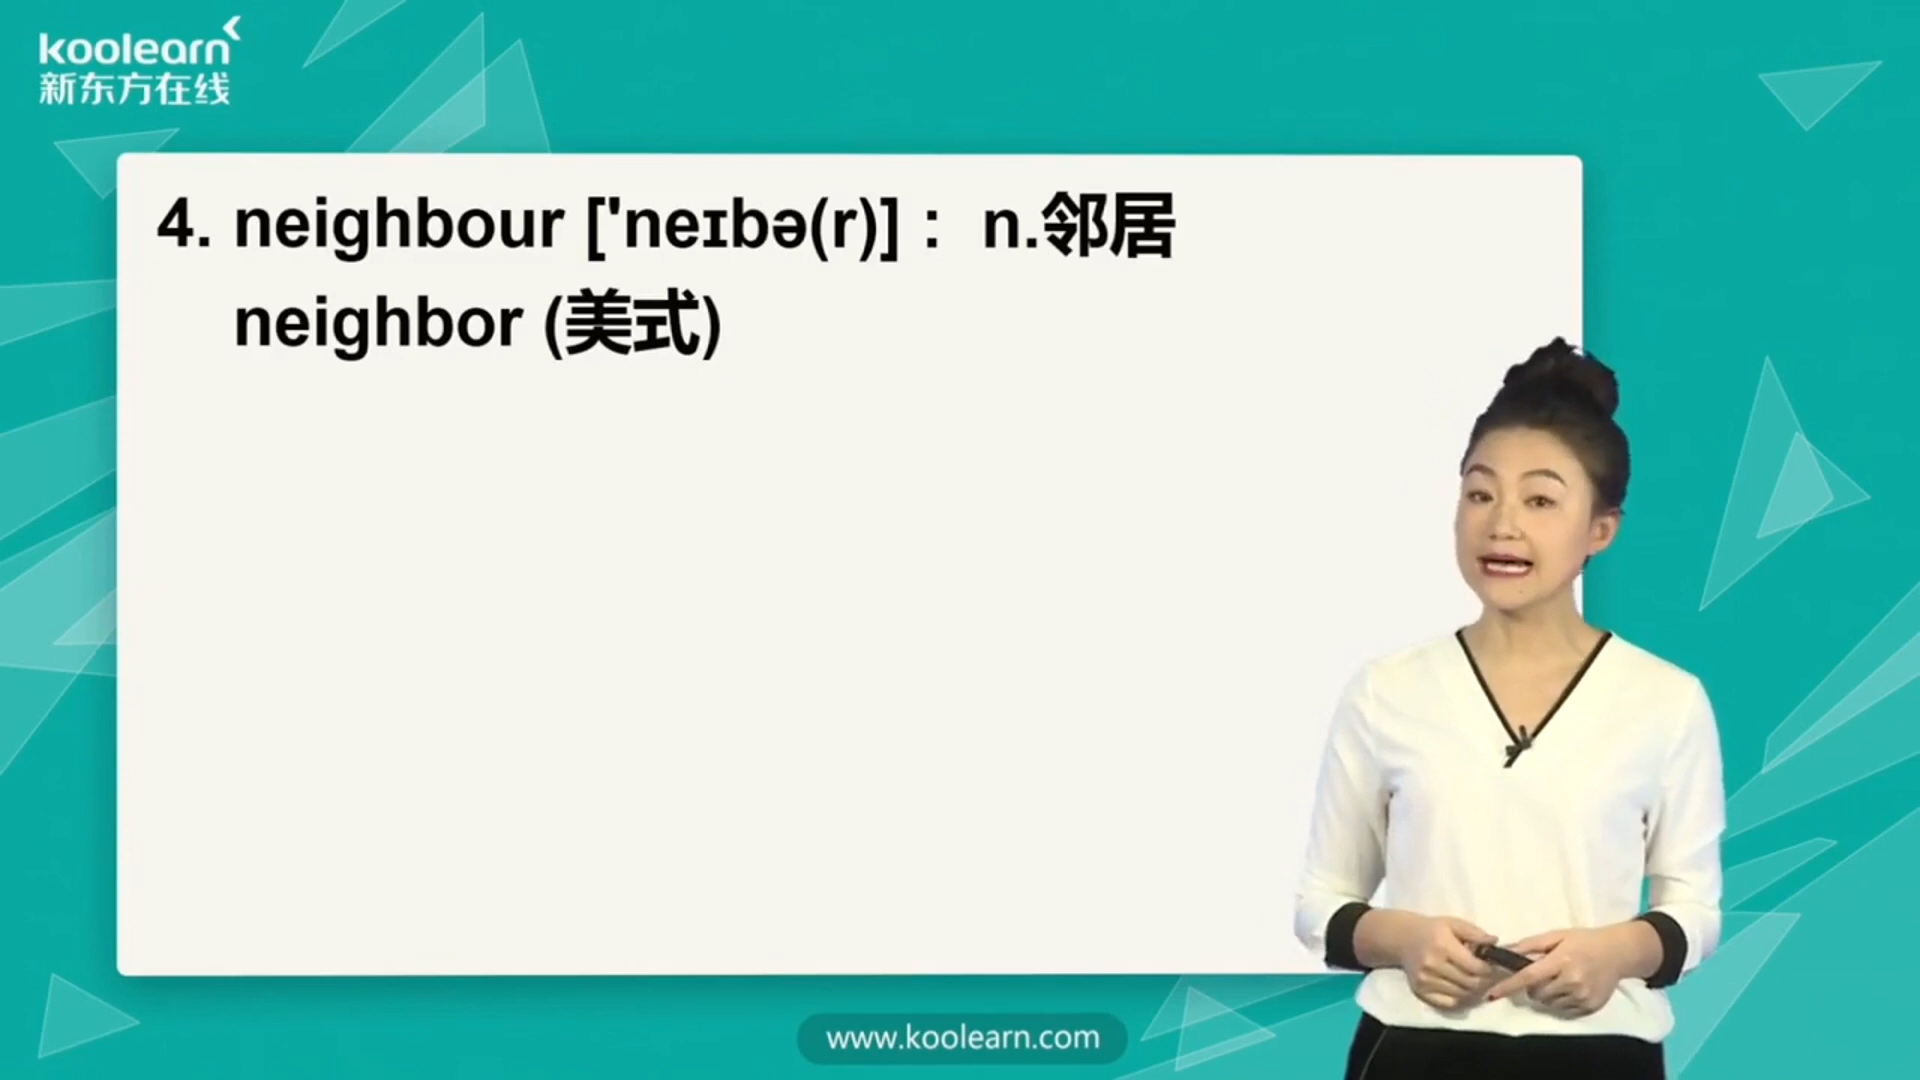 koolearn
新东方在线
4. neighbour ['neɪbə(r)] :  n.邻居
neighbor (美式)
www.koolearn.com